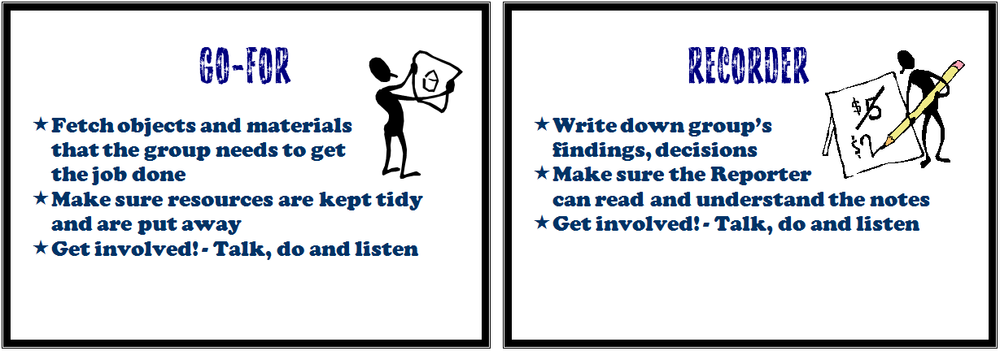 GO-FOR
★Fetch objects and materials
that the group needs to get
the job done
★Make sure resources are kept tidy
and are put away
★Get involved! - Talk, do and listen
RECORDER
$5
$2
★Write down group's
findings, decisions
★Make sure the Reporter
can read and understand the notes
★Get involved! - Talk, do and listen